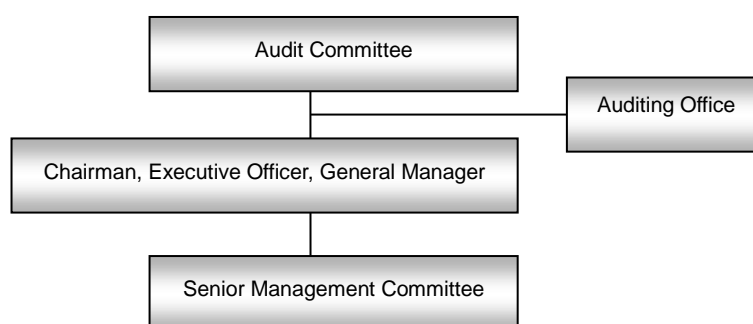 Audit Committee
Auditing Office
Chairman, Executive Officer, General Manager
Senior Management Committee